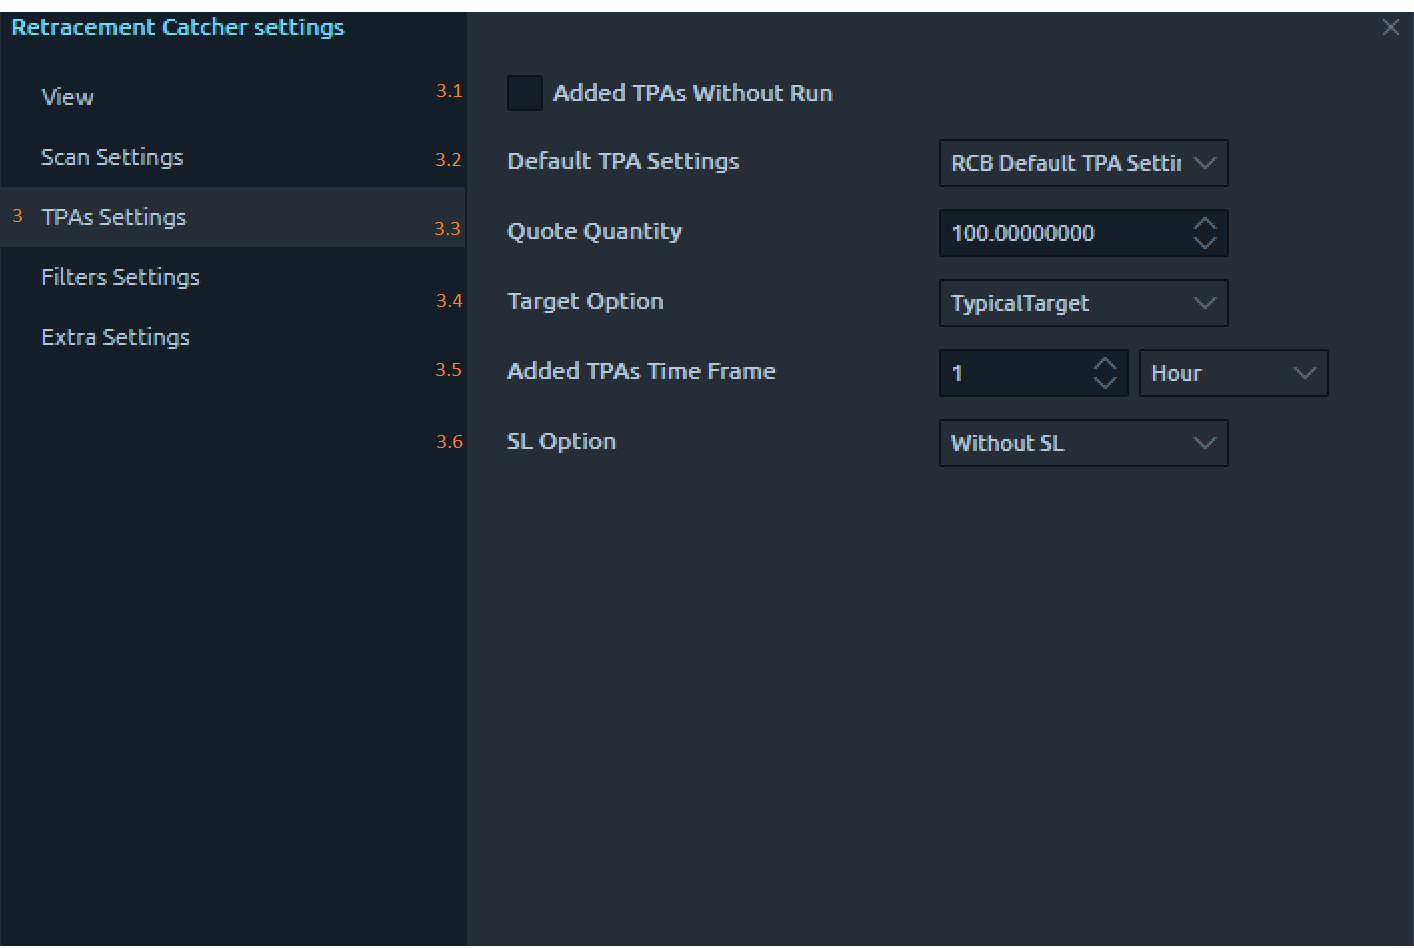 Retracement Catcher settings
View
Scan Settings
3 TPAs Settings
Filters Settings
Extra Settings
3.1 Added TPAs Without Run
3.2 Default TPA Settings RCB Default TPA Settin
3.3 Quote Quantity 100.00000000
3.4 Target Option TypicalTarget
3.5 Added TPAs Time Frame 1 Hour
3.6 SL Option Without SL